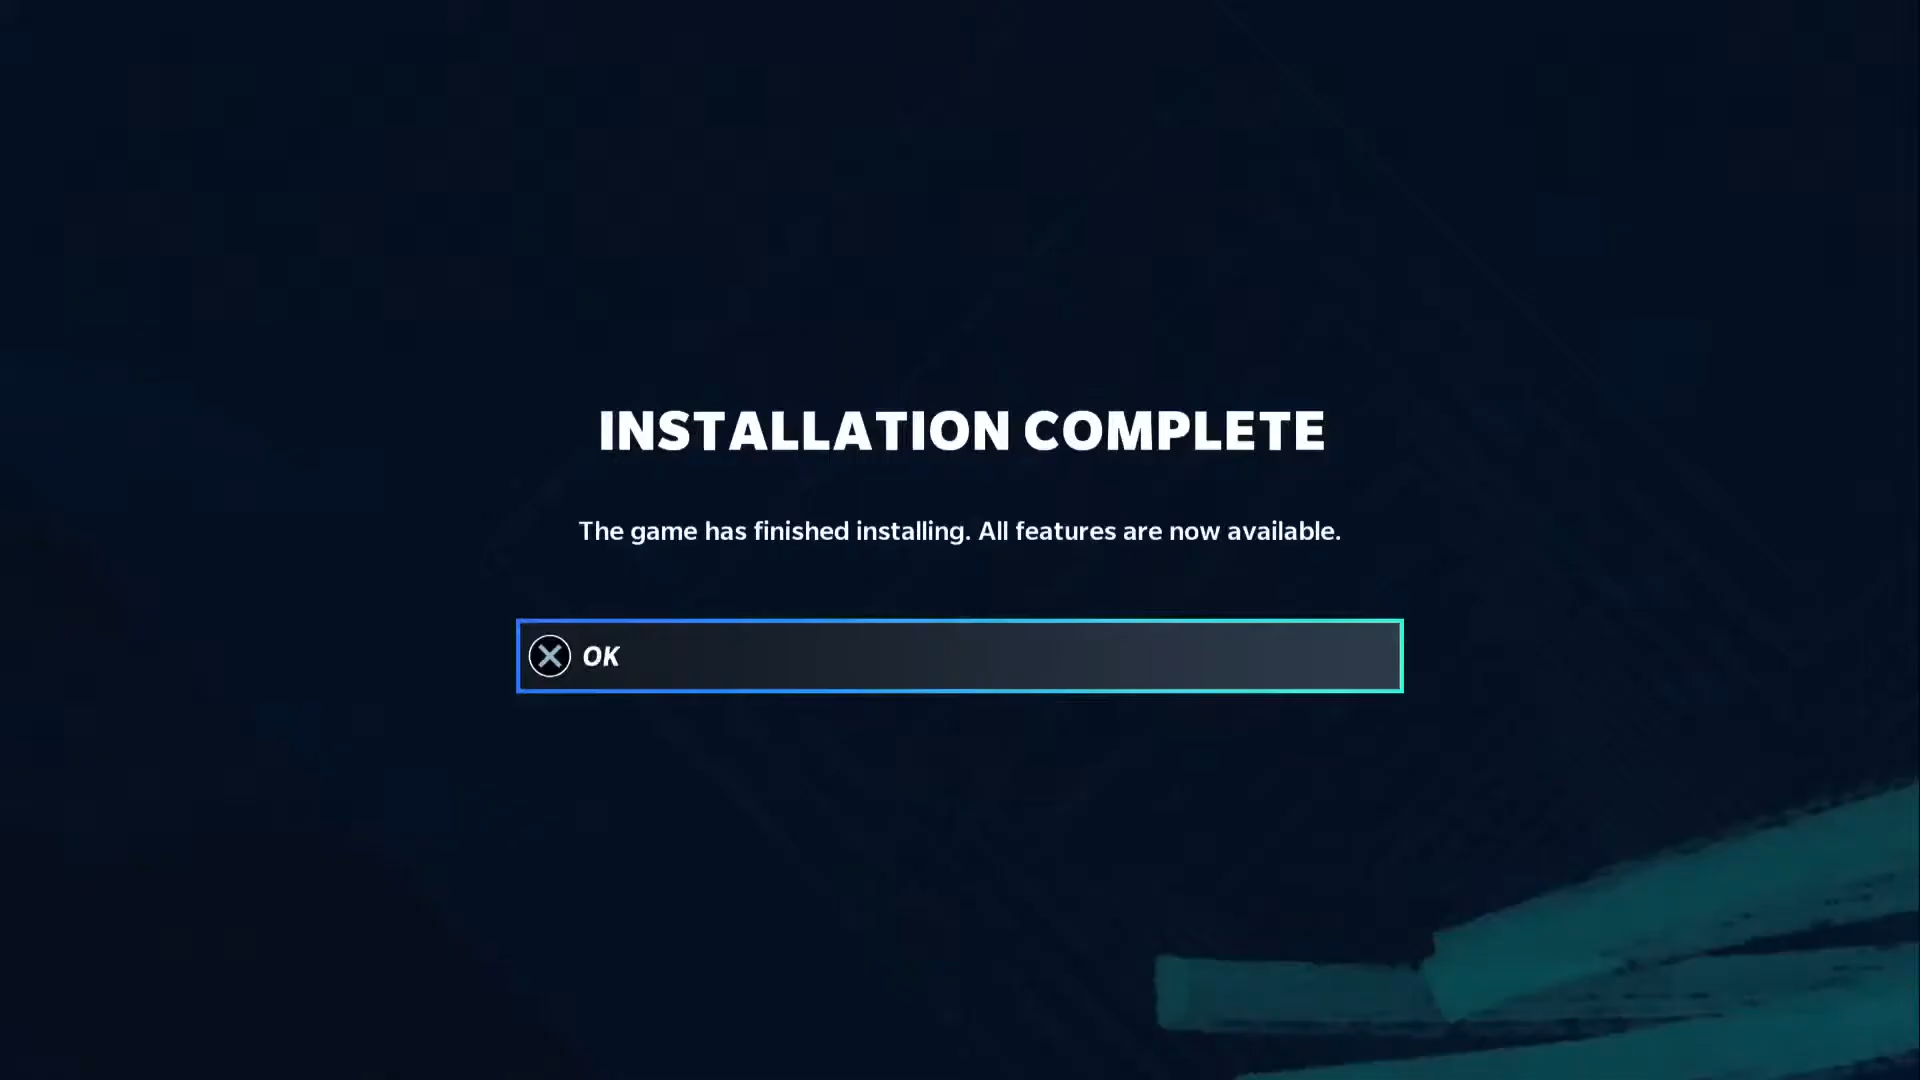 INSTALLATION COMPLETE
The game has finished installing. All features are now available.
OK